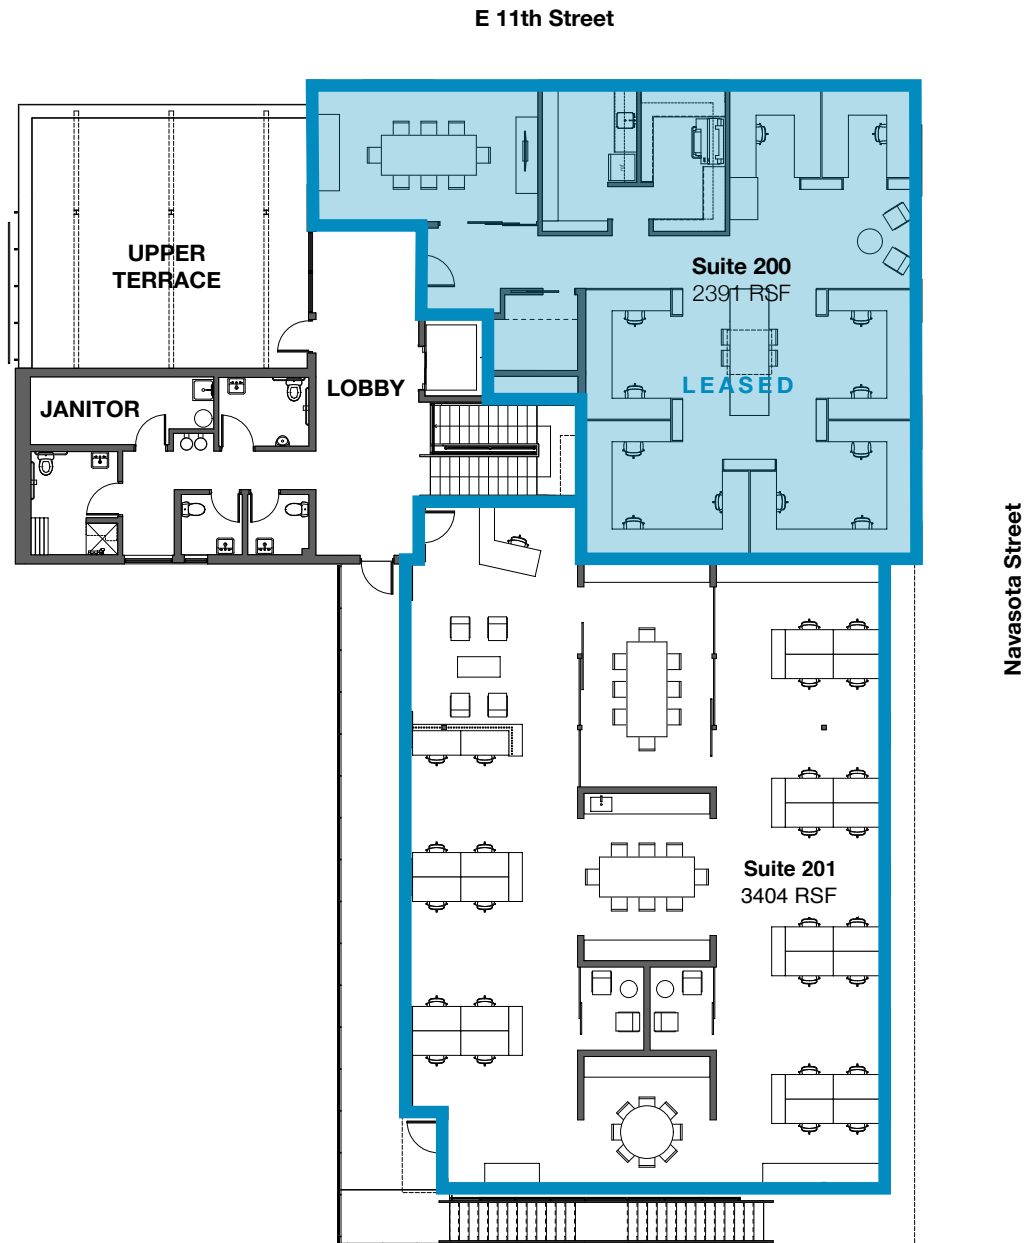 E 11th Street
UPPER
TERRACE
Suite 200
2391 RSF
LEASED
LOBBY
JANITOR
Navasota Street
Suite 201
3404 RSF